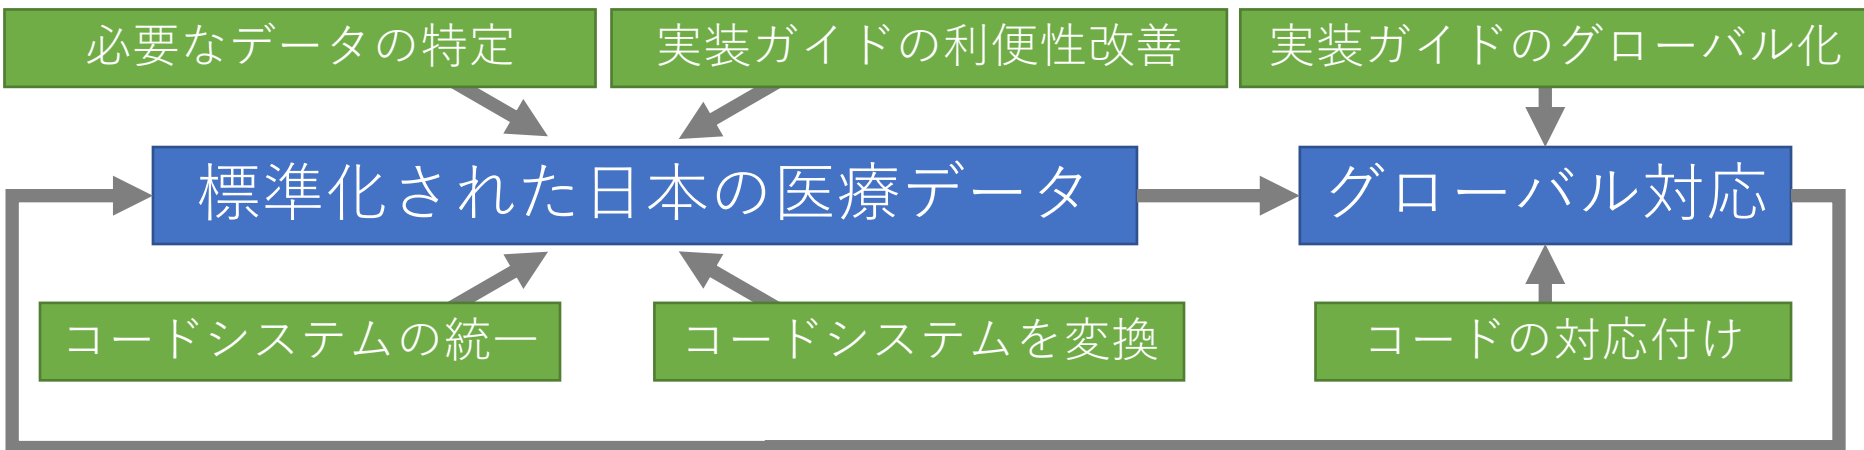 必要なデータの特定
実装ガイドの利便性改善
実装ガイドのグローバル化
標準化された日本の医療データ
グローバル対応
コードシステムの統一
コードシステムを変換
コードの対応付け